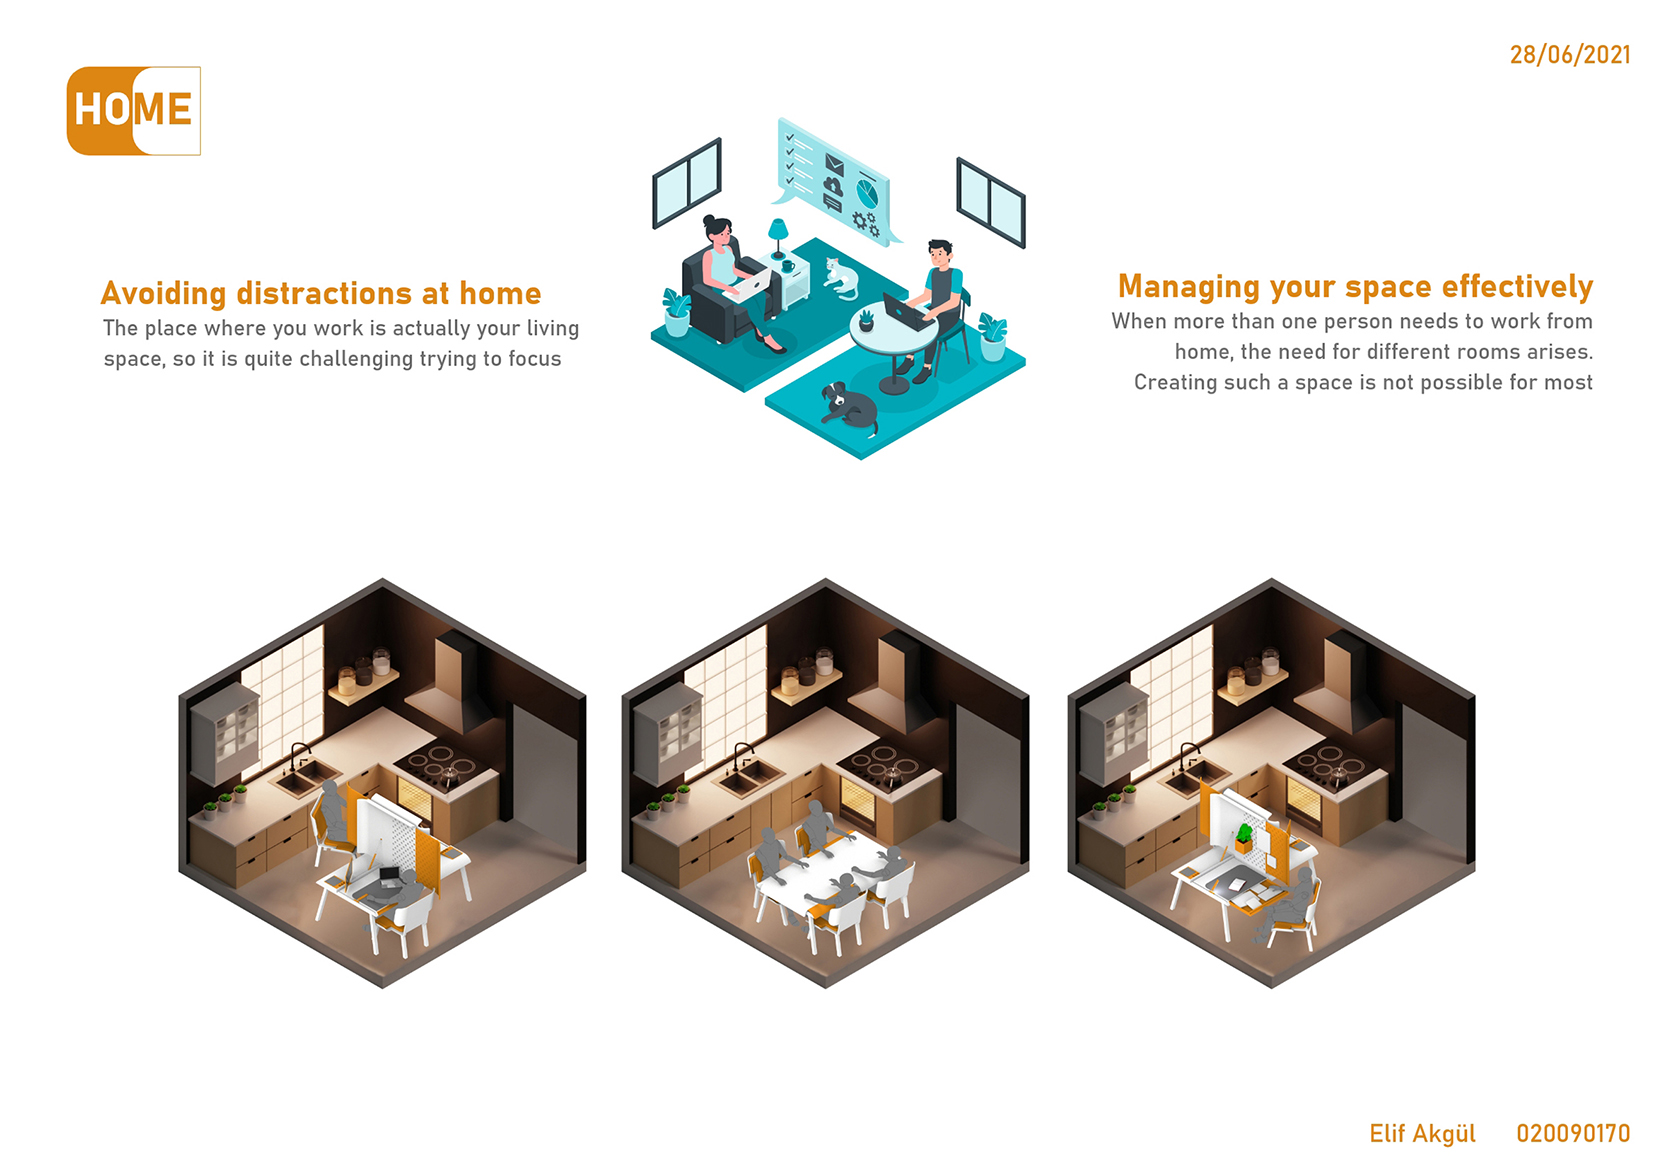 28/06/2021
HOME
Avoiding distractions at home
The place where you work is actually your living
space, so it is quite challenging trying to focus
Managing your space effectively
When more than one person needs to work from
home, the need for different rooms arises.
Creating such a space is not possible for most
Elif Akgül 020090170